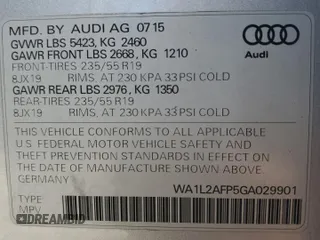 MFD. BY AUDI AG 07 15
GVWR LBS 5423, KG 2460
GAWR FRONT LBS 2668, KG 1210
FRONT-TIRES 235/55 R19
8JX19 RIMS, AT 230 KPA 33 PSI COLD
GAWR REAR LBS 2976, KG 1350
REAR-TIRES 235/55 R19
8JX19 RIMS, AT 230 KPA 33 PSI COLD
Audi
THIS VEHICLE CONFORMS TO ALL APPLICABLE
U.S. FEDERAL MOTOR VEHICLE SAFETY AND
THEFT PREVENTION STANDARDS IN EFFECT ON
THE DATE OF MANUFACTURE SHOWN ABOVE.
GERMANY
WA1L2AFP5GA029901
TYPE
MPV
DREAMBID